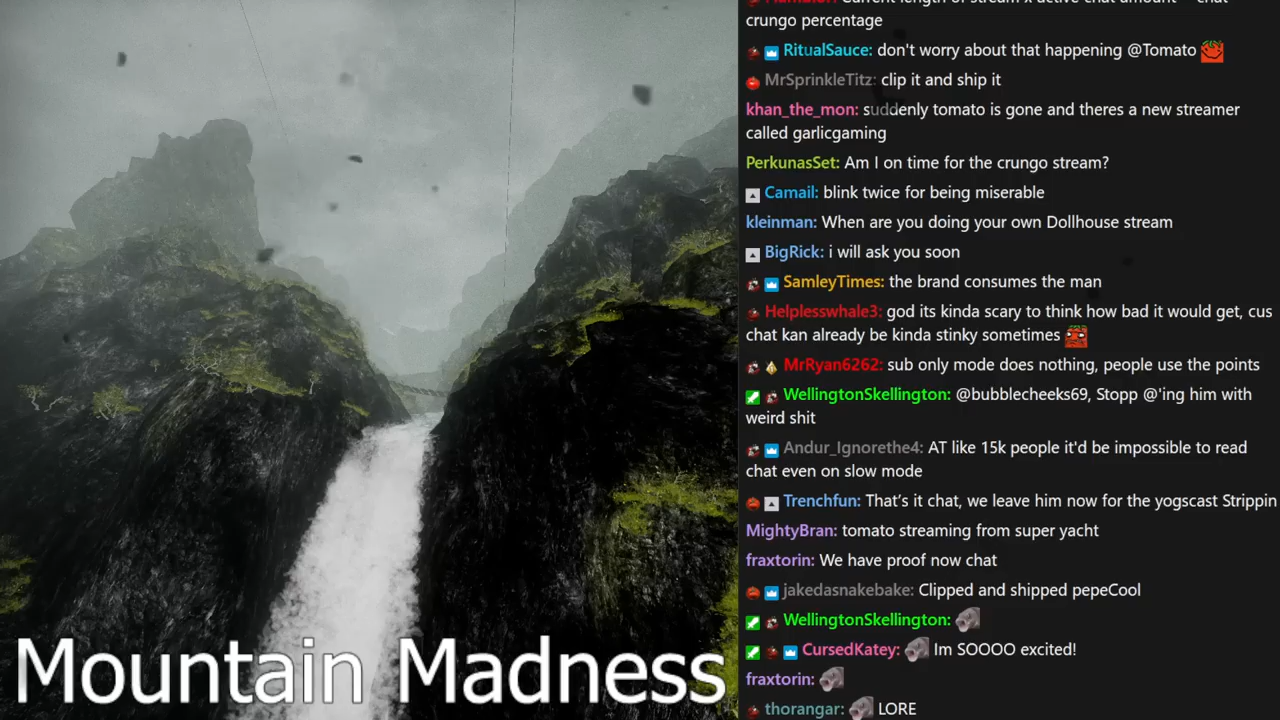 crungo percentage
RitualSauce: don't worry about that happening @Tomato
MrSprinkleTitz: clip it and ship it
khan_the_mon: suddenly tomato is gone and theres a new streamer
called garlicgaming
PerkunasSet: Am I on time for the crungo stream?
Camail: blink twice for being miserable
kleinman: When are you doing your own Dollhouse stream
BigRick: i will ask you soon
SamleyTimes: the brand consumes the man
Helplesswhale3: god its kinda scary to think how bad it would get, cus
chat kan already be kinda stinky sometimes
MrRyan6262: sub only mode does nothing, people use the points
WellingtonSkellington: @bubblecheeks69, Stopp @'ing him with
weird shit
Andur_Ignorethe4: AT like 15k people it'd be impossible to read
chat even on slow mode
Trenchfun: That's it chat, we leave him now for the yogscast Strippin
MightyBran: tomato streaming from super yacht
fraxtorin: We have proof now chat
jakedasnakebake: Clipped and shipped pepeCool
WellingtonSkellington:
CursedKatey: Im SOOOO excited!
fraxtorin:
thorangar: LORE
Mountain Madness